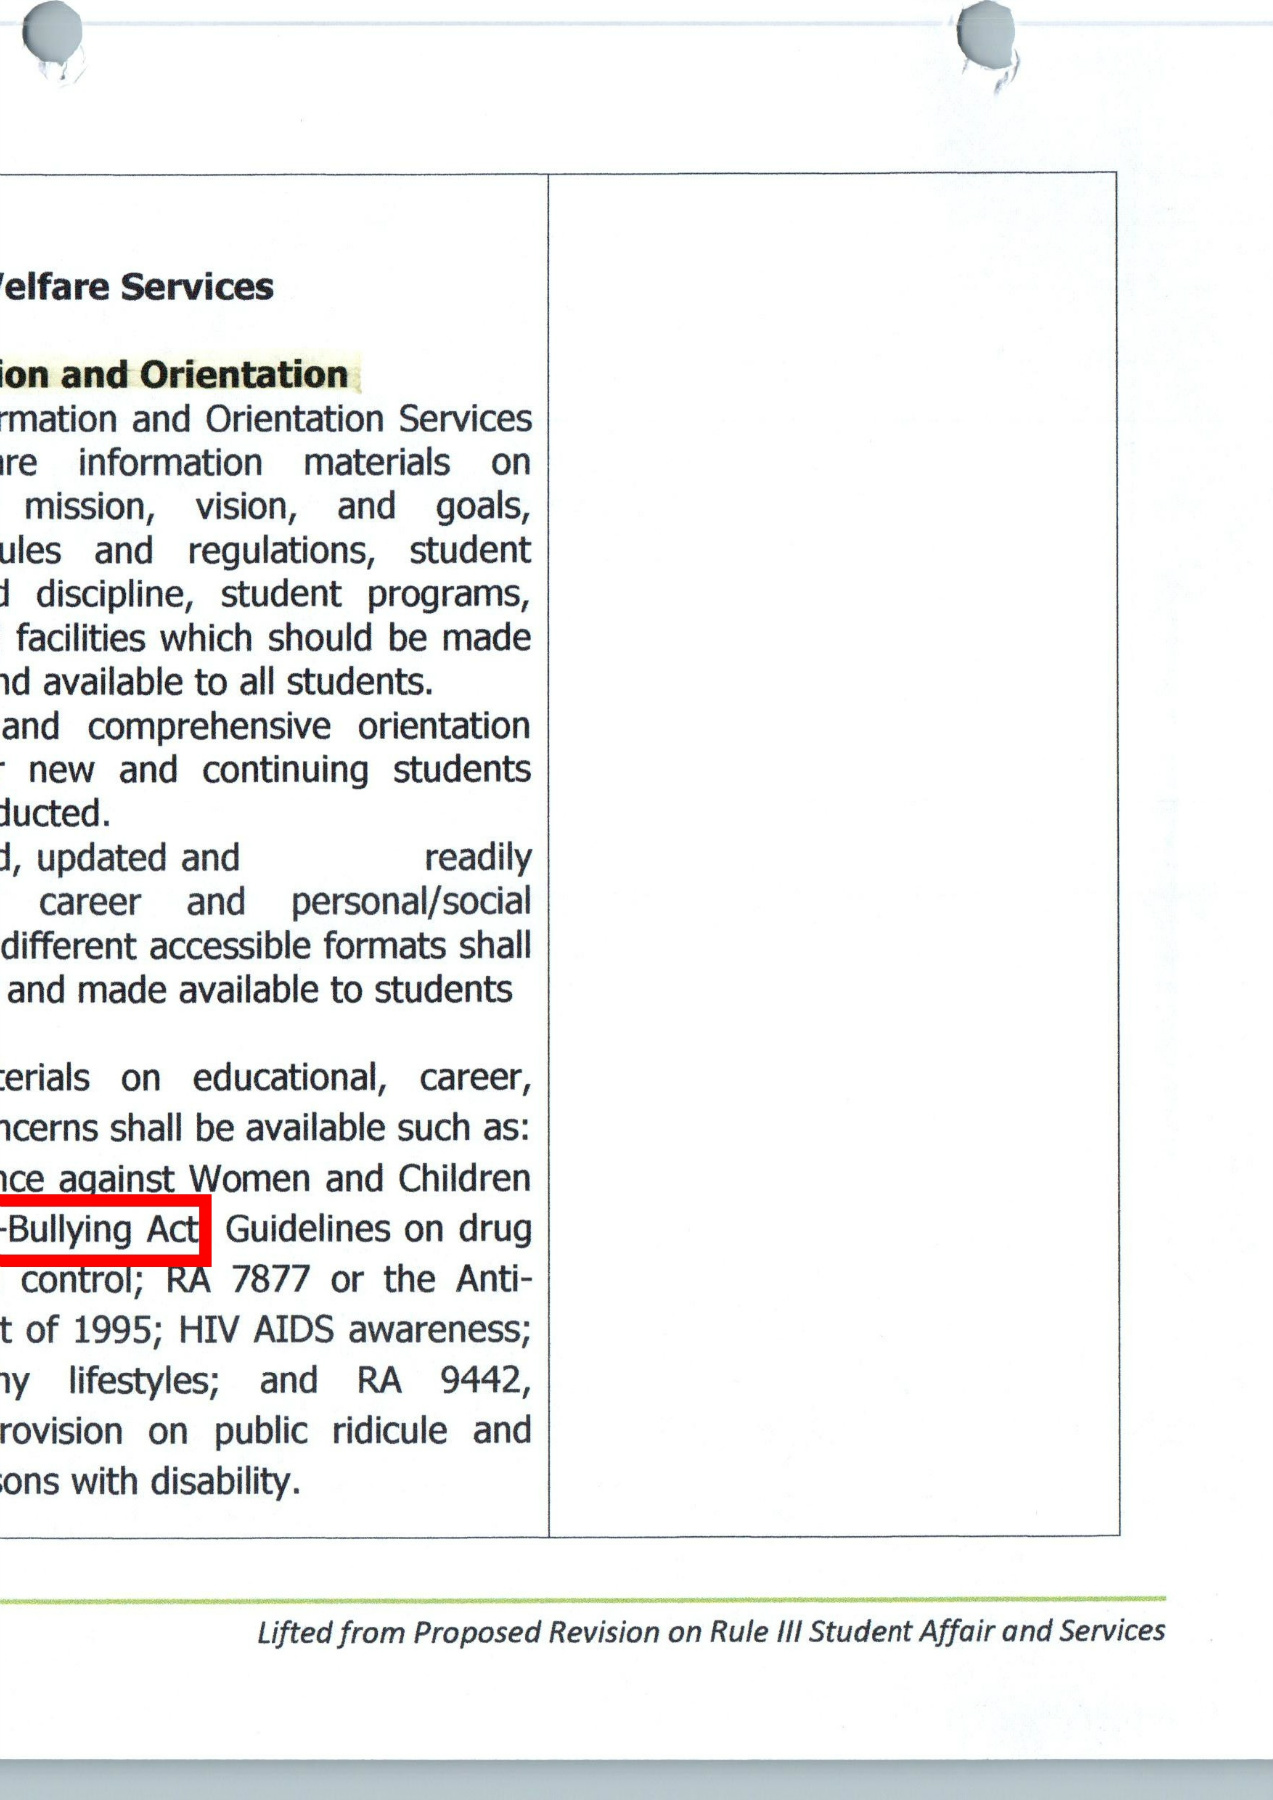 elfare Services
ion and Orientation
rmation and Orientation Services
are information materials on
mission, vision, and goals,
ules and regulations, student
d discipline, student programs,
facilities which should be made
nd available to all students.
and comprehensive orientation
r new and continuing students
ducted.
d, updated and readily
career and personal/social
different accessible formats shall
and made available to students
terials on educational, career,
ncerns shall be available such as:
nce against Women and Children
-Bullying Act Guidelines on drug
control; RA 7877 or the Anti-
t of 1995; HIV AIDS awareness;
hy lifestyles; and RA 9442,
rovision on public ridicule and
sons with disability.
Lifted from Proposed Revision on Rule III Student Affair and Services